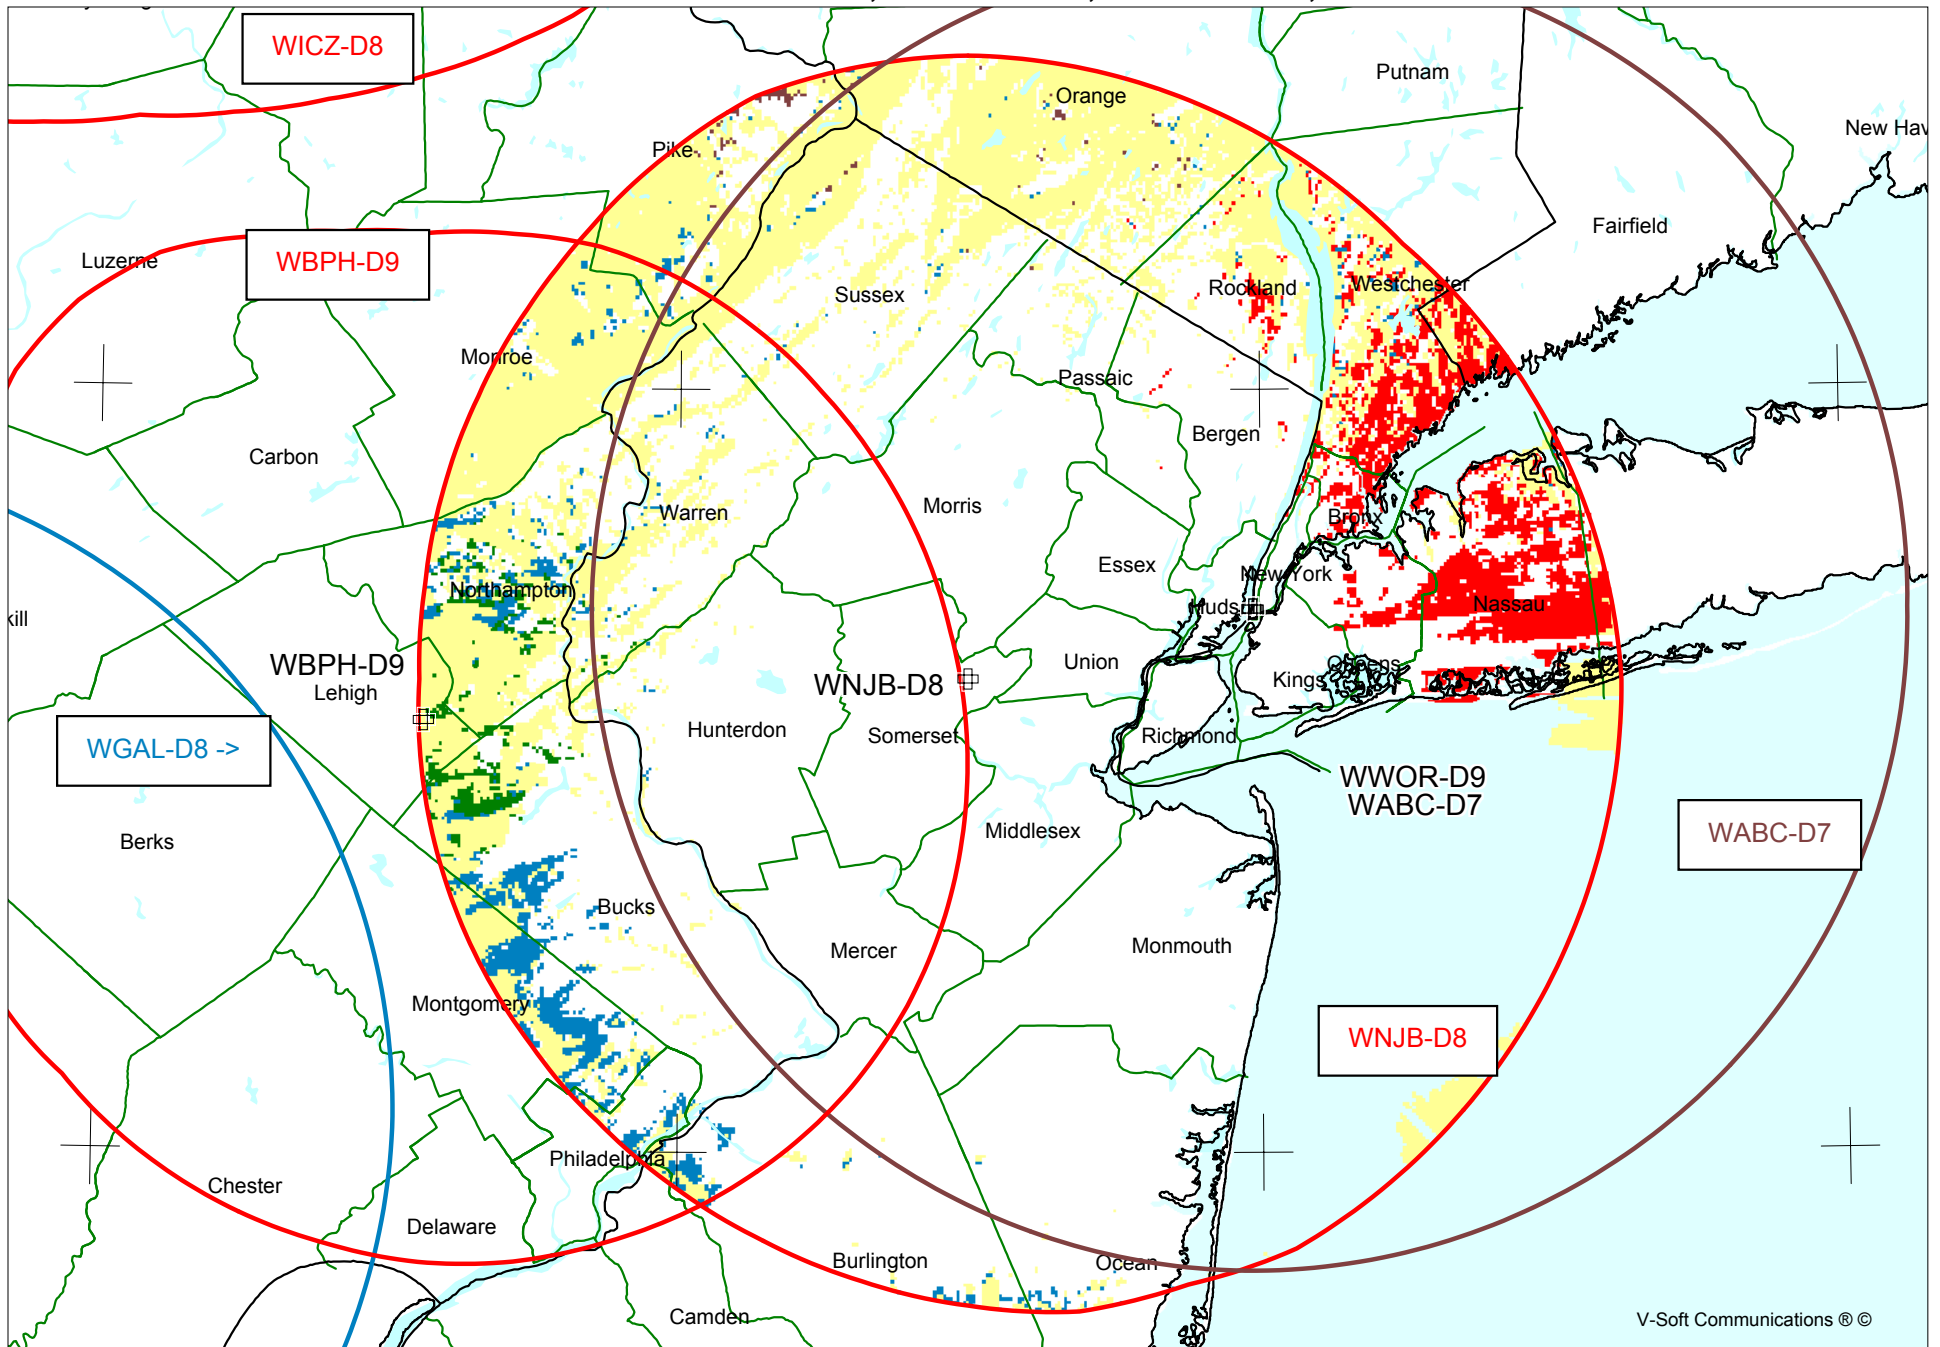 WICZ-D8
Putnam
Orange
New Hav
Pike
Fairfield
Luzerne
WBPH-D9
Rockland
Westchester
Sussex
Monroe
Passaic
Bergen
Carbon
Morris
Warren
Bronx
Essex
New York
Northampton
Nassau
Huds
kill
WBPH-D9
Lehigh
WNJB-D8
Union
Queens
Kings
Hunterdon
Somerset
Richmond
WGAL-D8 ->
WWOR-D9
WABC-D7
WABC-D7
Middlesex
Berks
Bucks
Mercer
Monmouth
Montgomery
WNJB-D8
Philadelphia
Chester
Delaware
Burlington
Ocean
Camden
V-Soft Communications ® ©